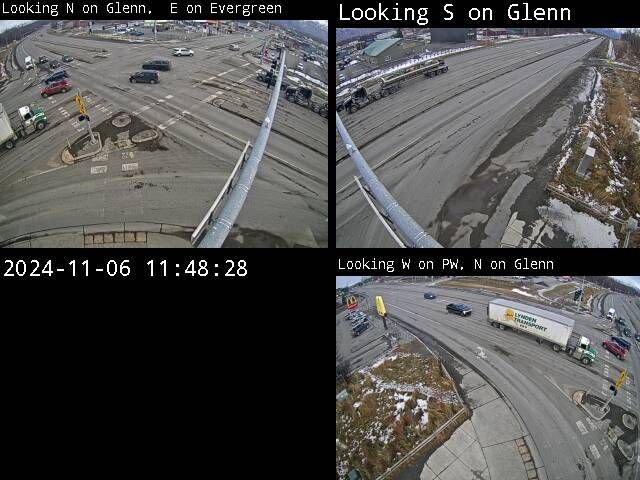 Looking N on Glenn,  E on Evergreen
Looking S on Glenn
2024-11-06 11:48:28
Looking W on PW, N on Glenn
LYNDEN
TRANSPORT